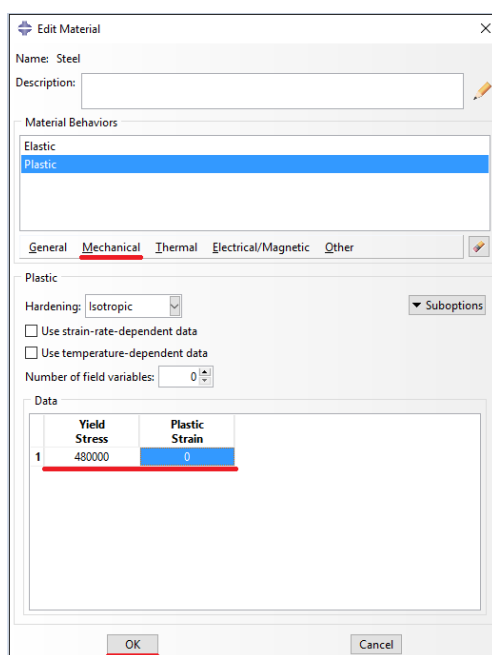 Edit Material
Name: Steel
Description:
Material Behaviors
Elastic
Plastic
General Mechanical Thermal Electrical/Magnetic Other
Plastic
Hardening: Isotropic
▼ Suboptions
Use strain-rate-dependent data
Use temperature-dependent data
Number of field variables: 0
Data
Yield Plastic
Stress Strain
1 480000 0
OK Cancel